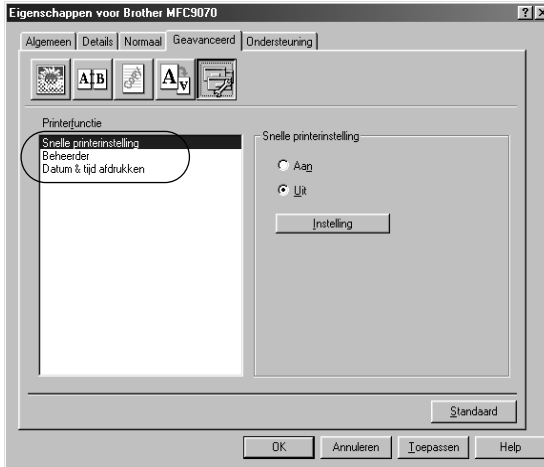 Eigenschappen voor Brother MFC9070
Algemeen Details Normaal Geavanceerd Ondersteuning
A B A A
Printerfunctie
Snelle printerinstelling
Beheerder
Datum & tijd afdrukken
Snelle printerinstelling
Aan
Uit
Instelling
Standaard
OK Annuleren Toepassen Help